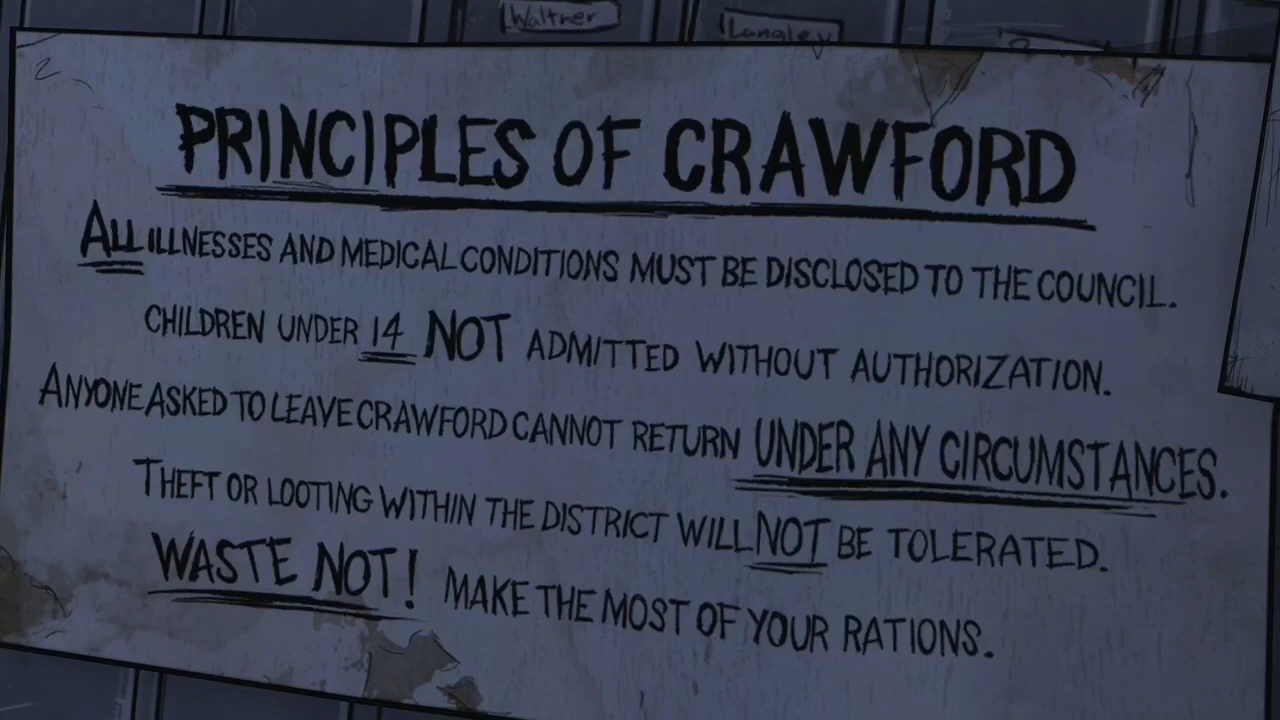 Waltner
Langley
PRINCIPLES OF CRAWFORD
ALL ILLNESSES AND MEDICAL CONDITIONS MUST BE DISCLOSED TO THE COUNCIL.
CHILDREN UNDER 14 NOT ADMITTED WITHOUT AUTHORIZATION.
ANYONE ASKED TO LEAVE CRAWFORD CANNOT RETURN UNDER ANY CIRCUMSTANCES.
THEFT OR LOOTING WITHIN THE DISTRICT WILL NOT BE TOLERATED.
WASTE NOT! MAKE THE MOST OF YOUR RATIONS.